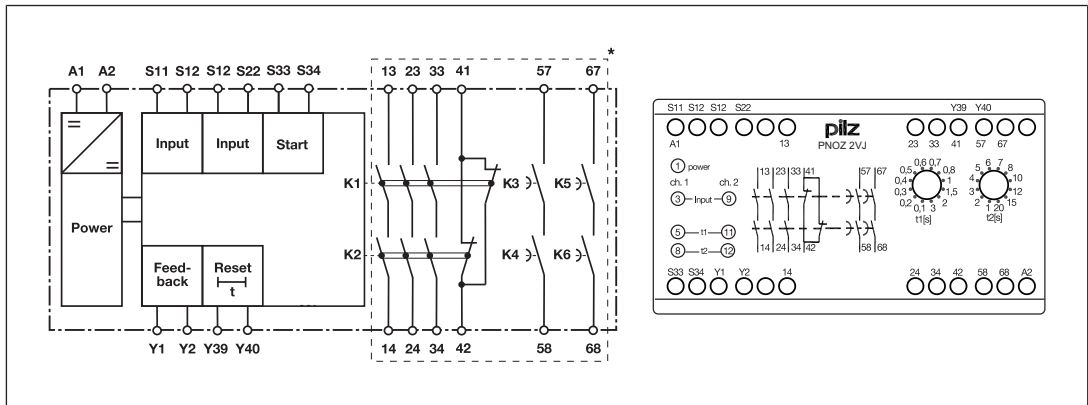 *
A1 A2 S11 S12 S12 S22 S33 S34 13 23 33 41 57 67
=
=
Input Input Start
K1 K3 K5
Power
K2 K4 K6
Feed-
back
Reset
t
Y1 Y2 Y39 Y40 14 24 34 42 58 68
S11 S12 S12 S22 Y39 Y40
A1 13 23 33 41 57 67
pilz
PNOZ 2VJ
1 power
ch. 1 ch. 2
3 Input 9
5 t1 11
8 t2 12
13 23 33 41 57 67
14 24 34 42 58 68
0,1 0,2 0,3 0,4 0,5 0,6 0,7 0,8 1 1,5 2 3
t1[s]
1 2 3 4 5 6 7 8 10 12 15 20
t2[s]
S33 S34 Y1 Y2 14 24 34 42 58 68 A2